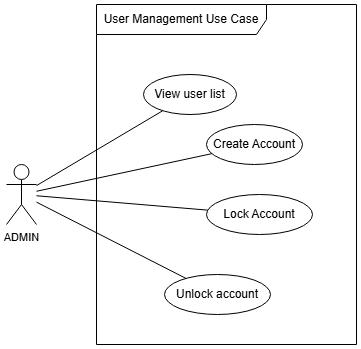 User Management Use Case
View user list
Create Account
Lock Account
Unlock account
ADMIN